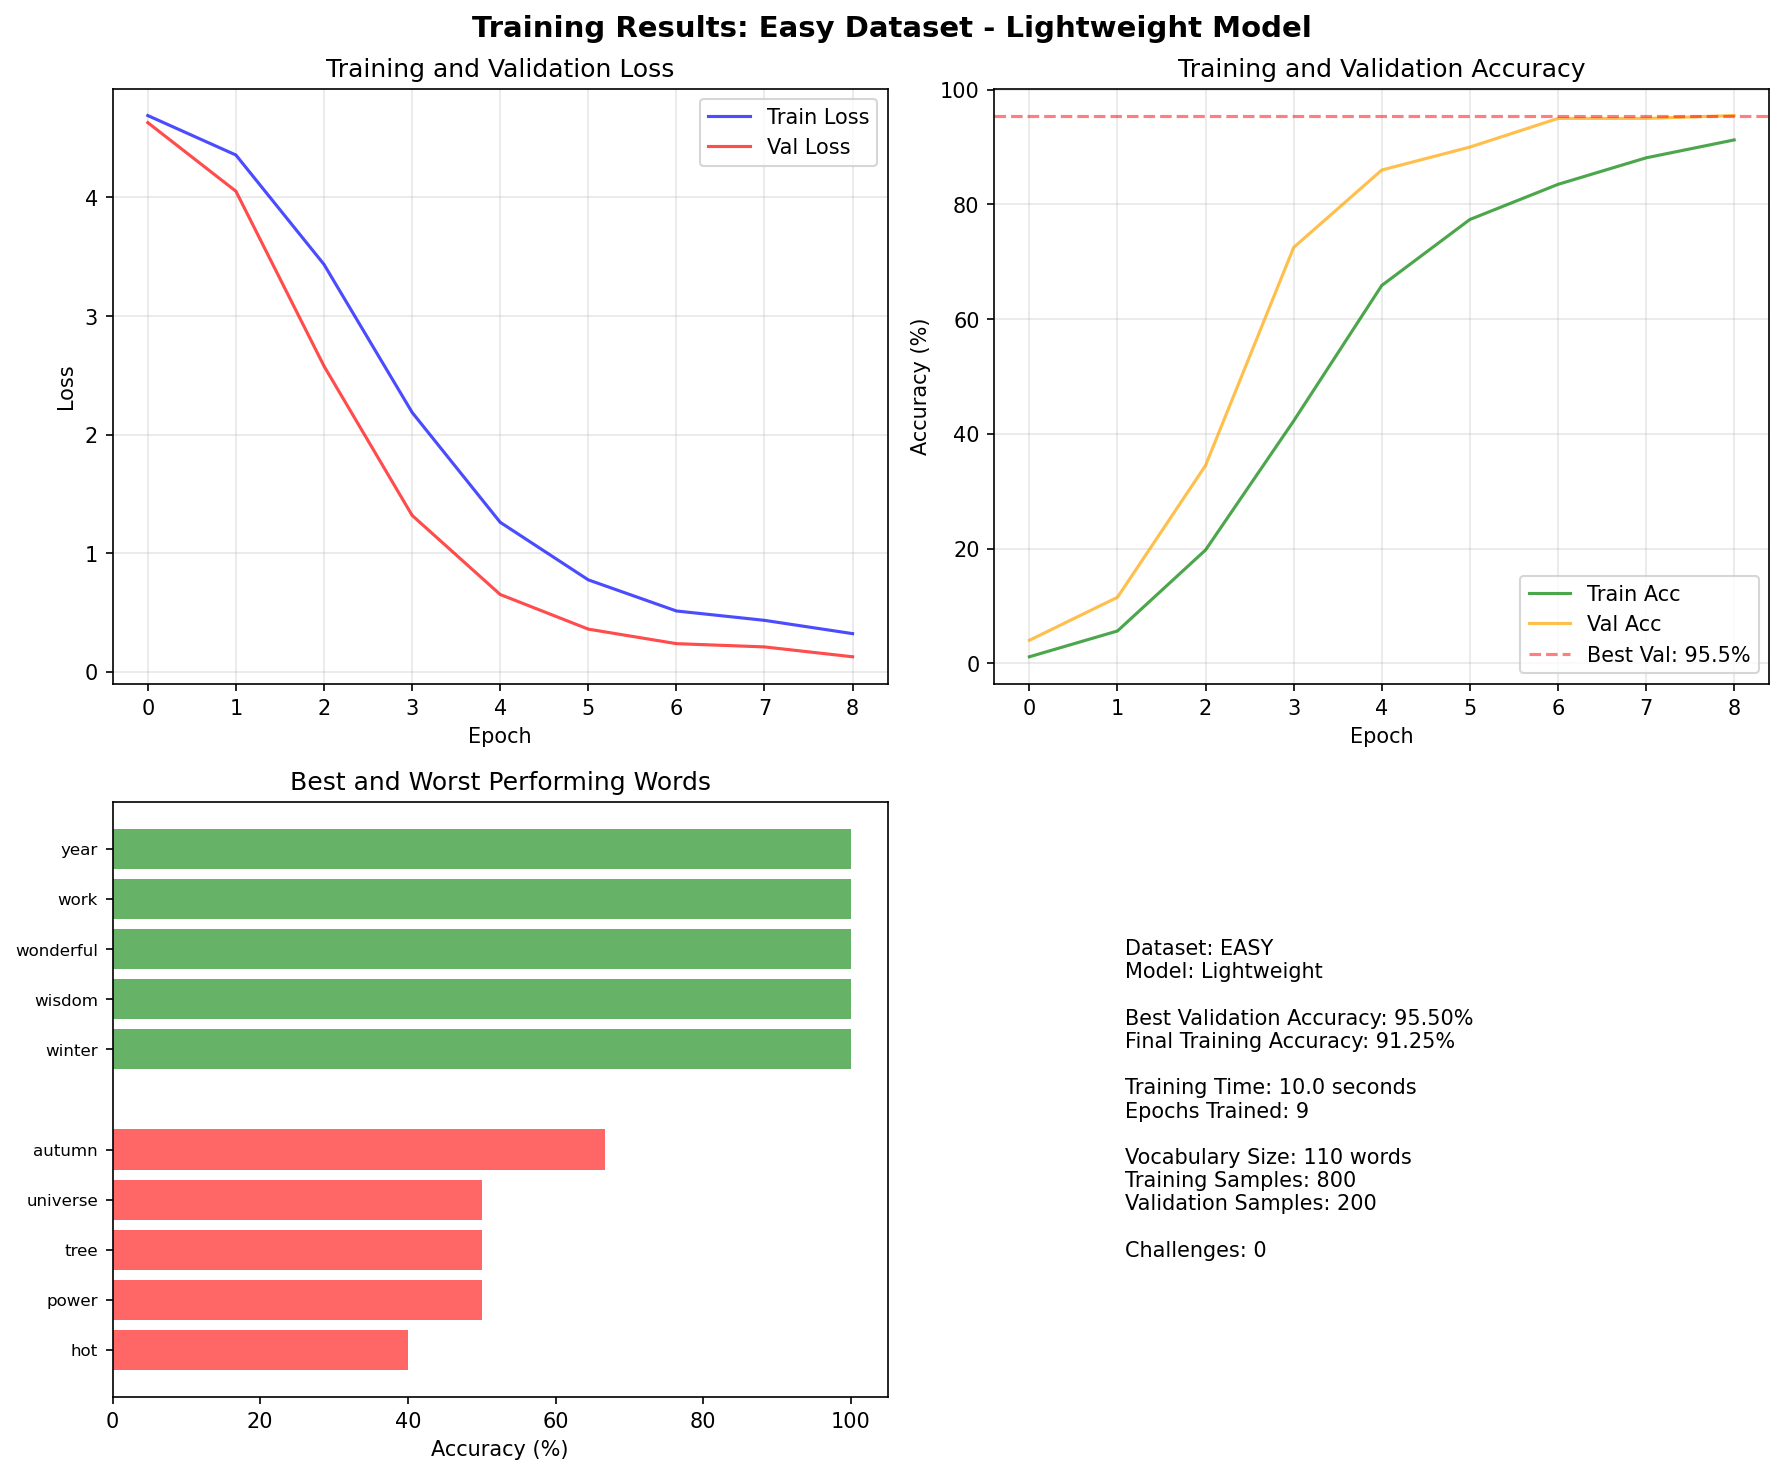 Training Results: Easy Dataset - Lightweight Model
Training and Validation Loss
Train Loss
Val Loss
4
3
2
1
0
Loss
0 1 2 3 4 5 6 7 8
Epoch
Training and Validation Accuracy
100
80
60
40
20
0
Accuracy (%)
Train Acc
Val Acc
Best Val: 95.5%
0 1 2 3 4 5 6 7 8
Epoch
Best and Worst Performing Words
year
work
wonderful
wisdom
winter
autumn
universe
tree
power
hot
0 20 40 60 80 100
Accuracy (%)
Dataset: EASY
Model: Lightweight
Best Validation Accuracy: 95.50%
Final Training Accuracy: 91.25%
Training Time: 10.0 seconds
Epochs Trained: 9
Vocabulary Size: 110 words
Training Samples: 800
Validation Samples: 200
Challenges: 0